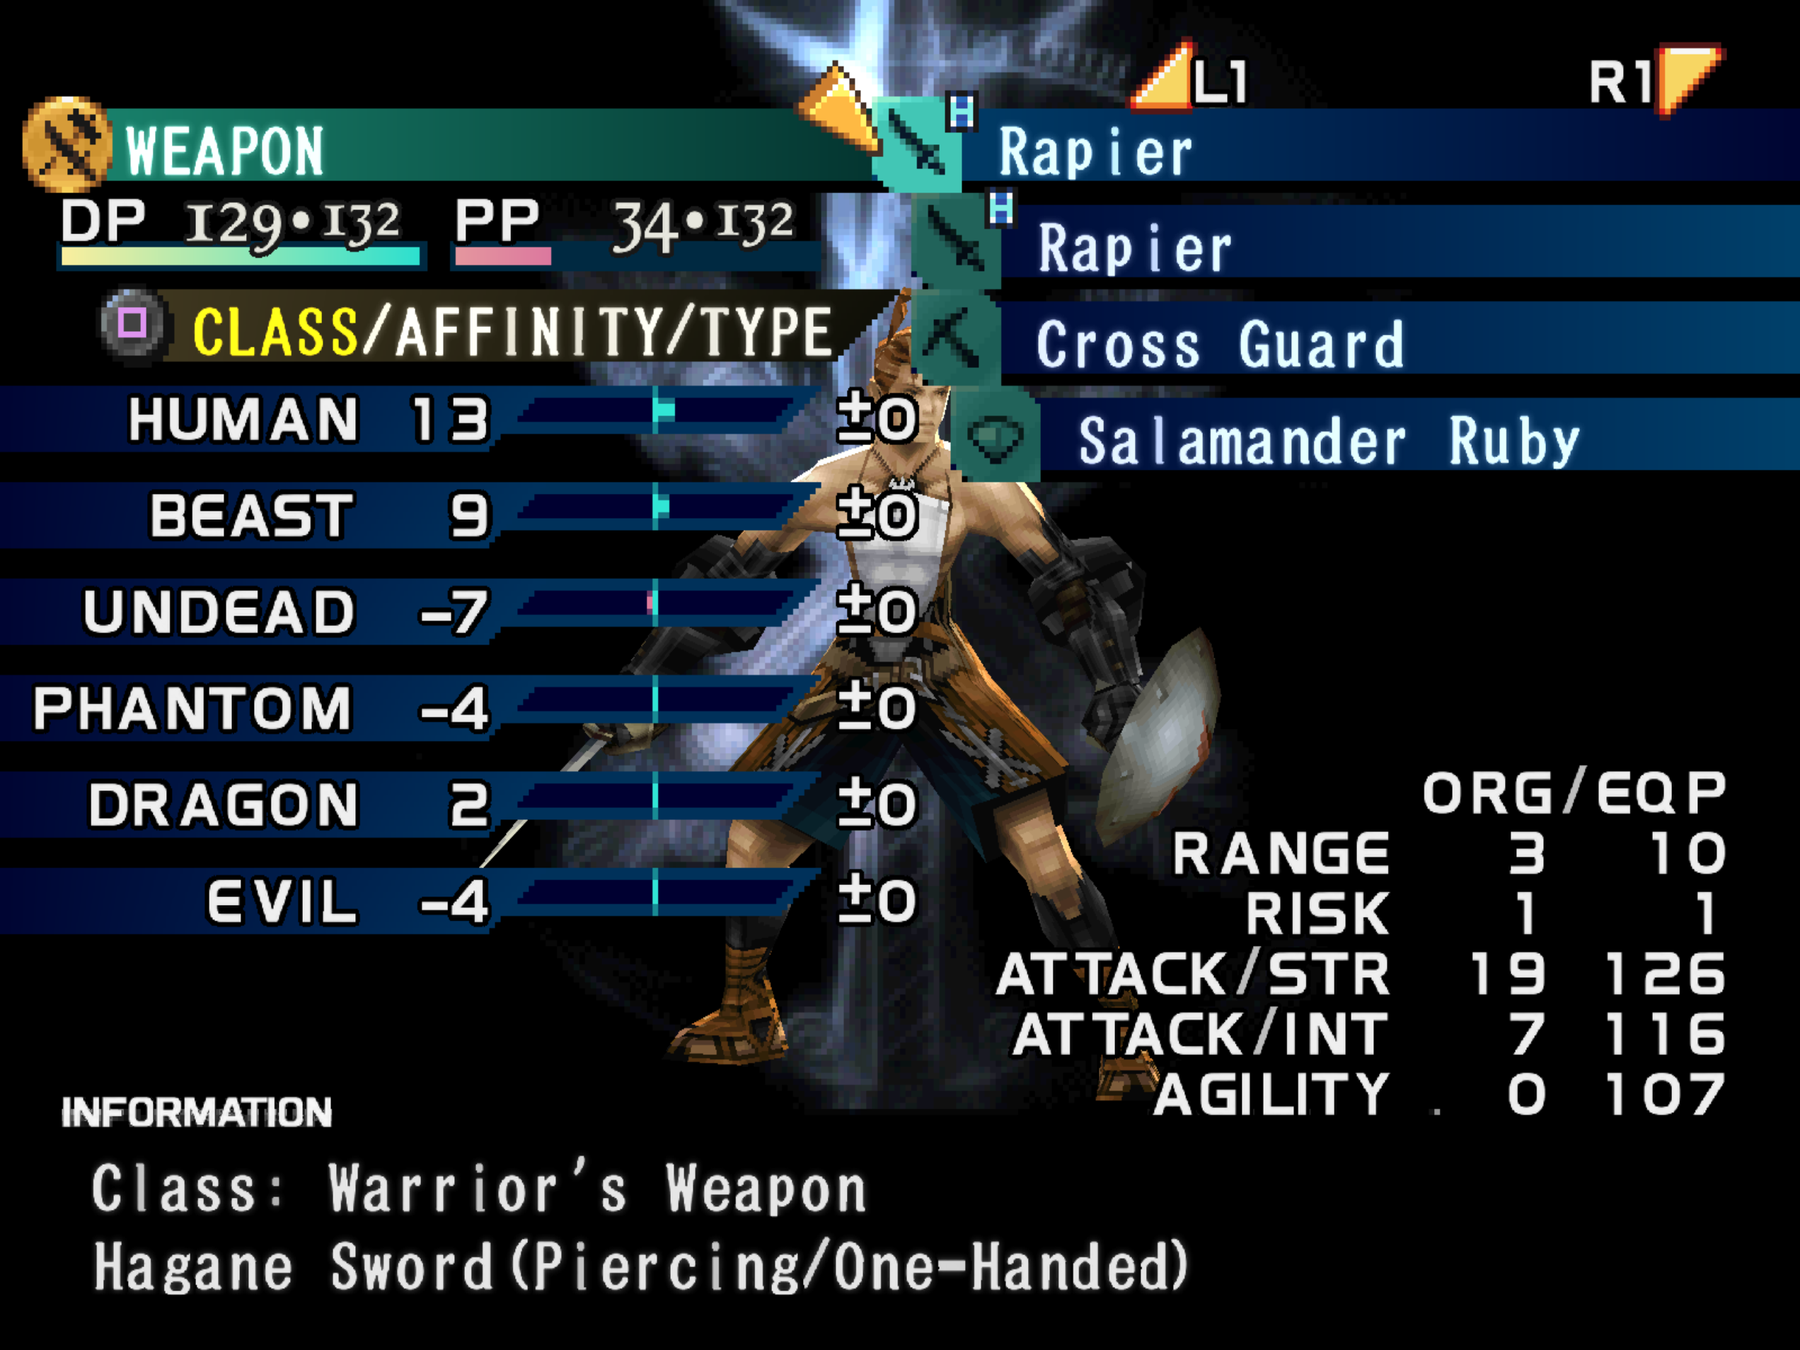 L1 R1
WEAPON
Rapier
DP 129•132 PP 34•132
Rapier
CLASS/AFFINITY/TYPE
Cross Guard
HUMAN 13 ±0
Salamander Ruby
BEAST 9 ±0
UNDEAD -7 ±0
PHANTOM -4 ±0
DRAGON 2 ±0
EVIL -4 ±0
ORG/EQP
RANGE 3 10
RISK 1 1
ATTACK/STR 19 126
ATTACK/INT 7 116
AGILITY 0 107
INFORMATION
Class: Warrior's Weapon
Hagane Sword(Piercing/One-Handed)